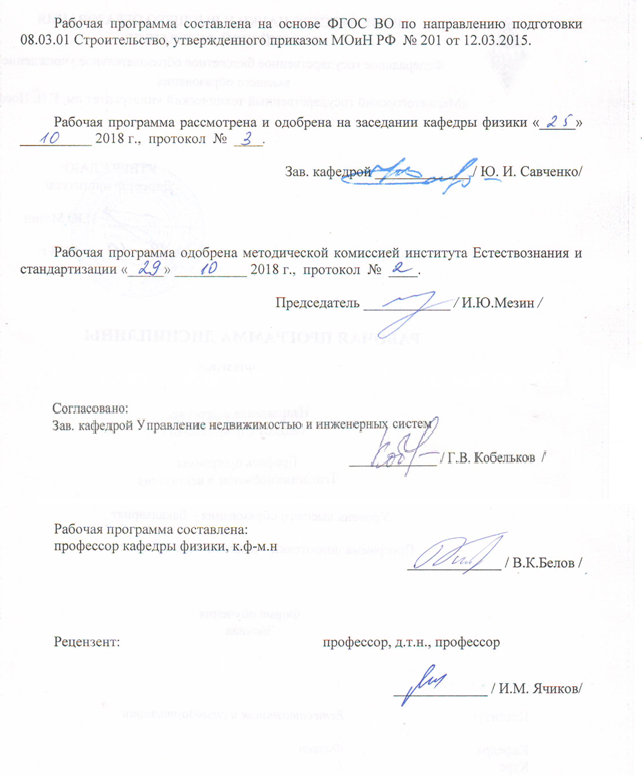 Рабочая программа составлена на основе ФГОС ВО по направлению подготовки
08.03.01 Строительство, утвержденного приказом МОиН РФ № 201 от 12.03.2015.
Рабочая программа рассмотрена и одобрена на заседании кафедры физики « 25 »
10 2018 г., протокол № 3.
Зав. кафедрой / Ю. И. Савченко/
Рабочая программа одобрена методической комиссией института Естествознания и
стандартизации « 29 » 10 2018 г., протокол № 2.
Председатель / И.Ю.Мезин /
Согласовано:
Зав. кафедрой Управление недвижимостью и инженерных систем
/ Г.В. Кобельков /
Рабочая программа составлена:
профессор кафедры физики, к.ф-м.н
/ В.К.Белов /
Рецензент: профессор, д.т.н., профессор
/ И.М. Ячиков/